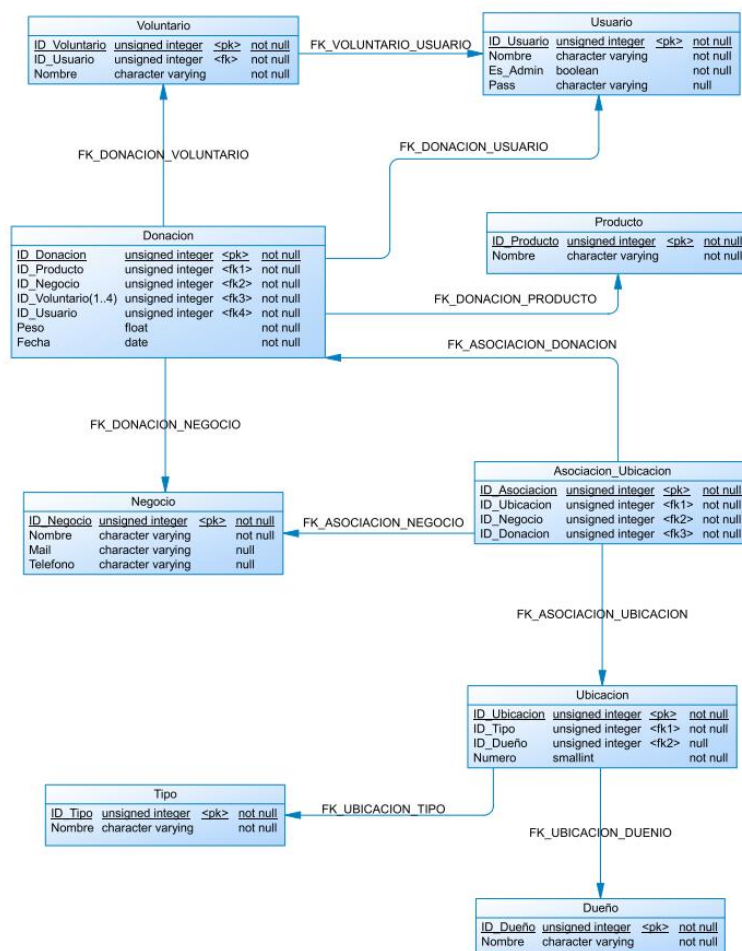 Voluntario
ID_Voluntario unsigned integer <pk> not null
ID_Usuario unsigned integer <fk> not null
Nombre character varying not null
FK_VOLUNTARIO_USUARIO
Usuario
ID_Usuario unsigned integer <pk> not null
Nombre character varying not null
Es_Admin boolean not null
Pass character varying null
FK_DONACION_VOLUNTARIO
FK_DONACION_USUARIO
Donacion
ID_Donacion unsigned integer <pk> not null
ID_Producto unsigned integer <fk1> not null
ID_Negocio unsigned integer <fk2> not null
ID_Voluntario(1..4) unsigned integer <fk3> not null
ID_Usuario unsigned integer <fk4> not null
Peso float not null
Fecha date not null
Producto
ID_Producto unsigned integer <pk> not null
Nombre character varying not null
FK_DONACION_PRODUCTO
FK_ASOCIACION_DONACION
FK_DONACION_NEGOCIO
Asociacion_Ubicacion
ID_Asociacion unsigned integer <pk> not null
ID_Ubicacion unsigned integer <fk1> not null
ID_Negocio unsigned integer <fk2> not null
ID_Donacion unsigned integer <fk3> not null
Negocio
ID_Negocio unsigned integer <pk> not null
Nombre character varying not null
Mail character varying null
Telefono character varying null
FK_ASOCIACION_NEGOCIO
FK_ASOCIACION_UBICACION
Ubicacion
ID_Ubicacion unsigned integer <pk> not null
ID_Tipo unsigned integer <fk1> not null
ID_Dueño unsigned integer <fk2> null
Numero smallint not null
Tipo
ID_Tipo unsigned integer <pk> not null
Nombre character varying not null
FK_UBICACION_TIPO
FK_UBICACION_DUENIO
Dueño
ID_Dueño unsigned integer <pk> not null
Nombre character varying not null